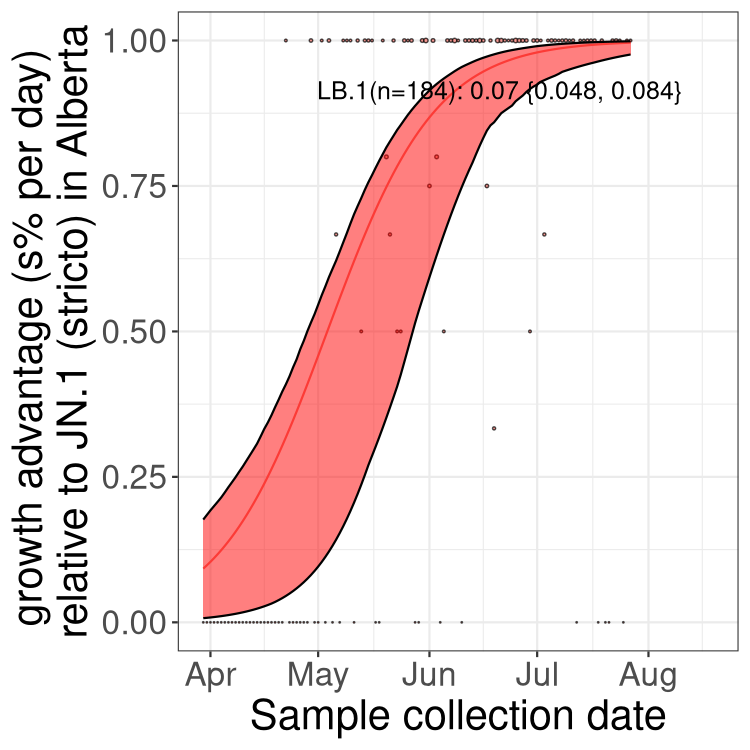 growth advantage (s% per day)
relative to JN.1 (stricto) in Alberta
1.00
0.75
0.50
0.25
0.00
LB.1(n=184): 0.07 {0.048, 0.084}
Apr May Jun Jul Aug
Sample collection date